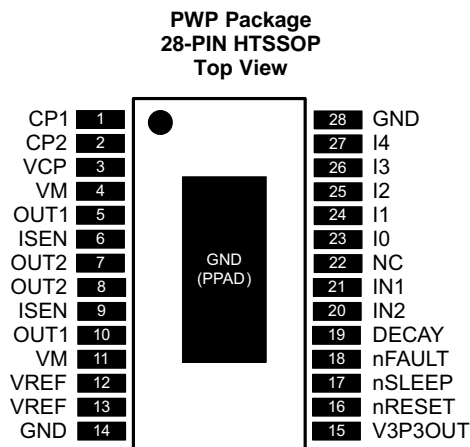 PWP Package
28-PIN HTSSOP
Top View
CP1 1 28 GND
CP2 2 27 I4
VCP 3 26 I3
VM 4 25 I2
OUT1 5 24 I1
ISEN 6 23 I0
OUT2 7 22 NC
OUT2 8 21 IN1
ISEN 9 20 IN2
OUT1 10 19 DECAY
VM 11 18 nFAULT
VREF 12 17 nSLEEP
VREF 13 16 nRESET
GND 14 15 V3P3OUT
GND
(PPAD)